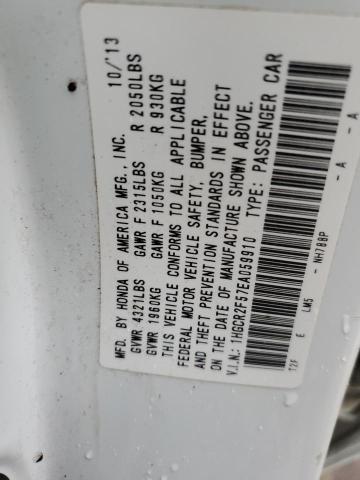 MFD. BY HONDA OF AMERICA MFG., INC. 10/'13
GVWR 4321LBS GAWR F 2315LBS R 2050LBS
GVWR 1960KG GAWR F 1050KG R 930KG
THIS VEHICLE CONFORMS TO ALL APPLICABLE
FEDERAL MOTOR VEHICLE SAFETY, BUMPER,
AND THEFT PREVENTION STANDARDS IN EFFECT
ON THE DATE OF MANUFACTURE SHOWN ABOVE.
V.I.N.: 1HGCR2F57EA059910 TYPE: PASSENGER CAR
T2F E LM5 - NH788P - A - A